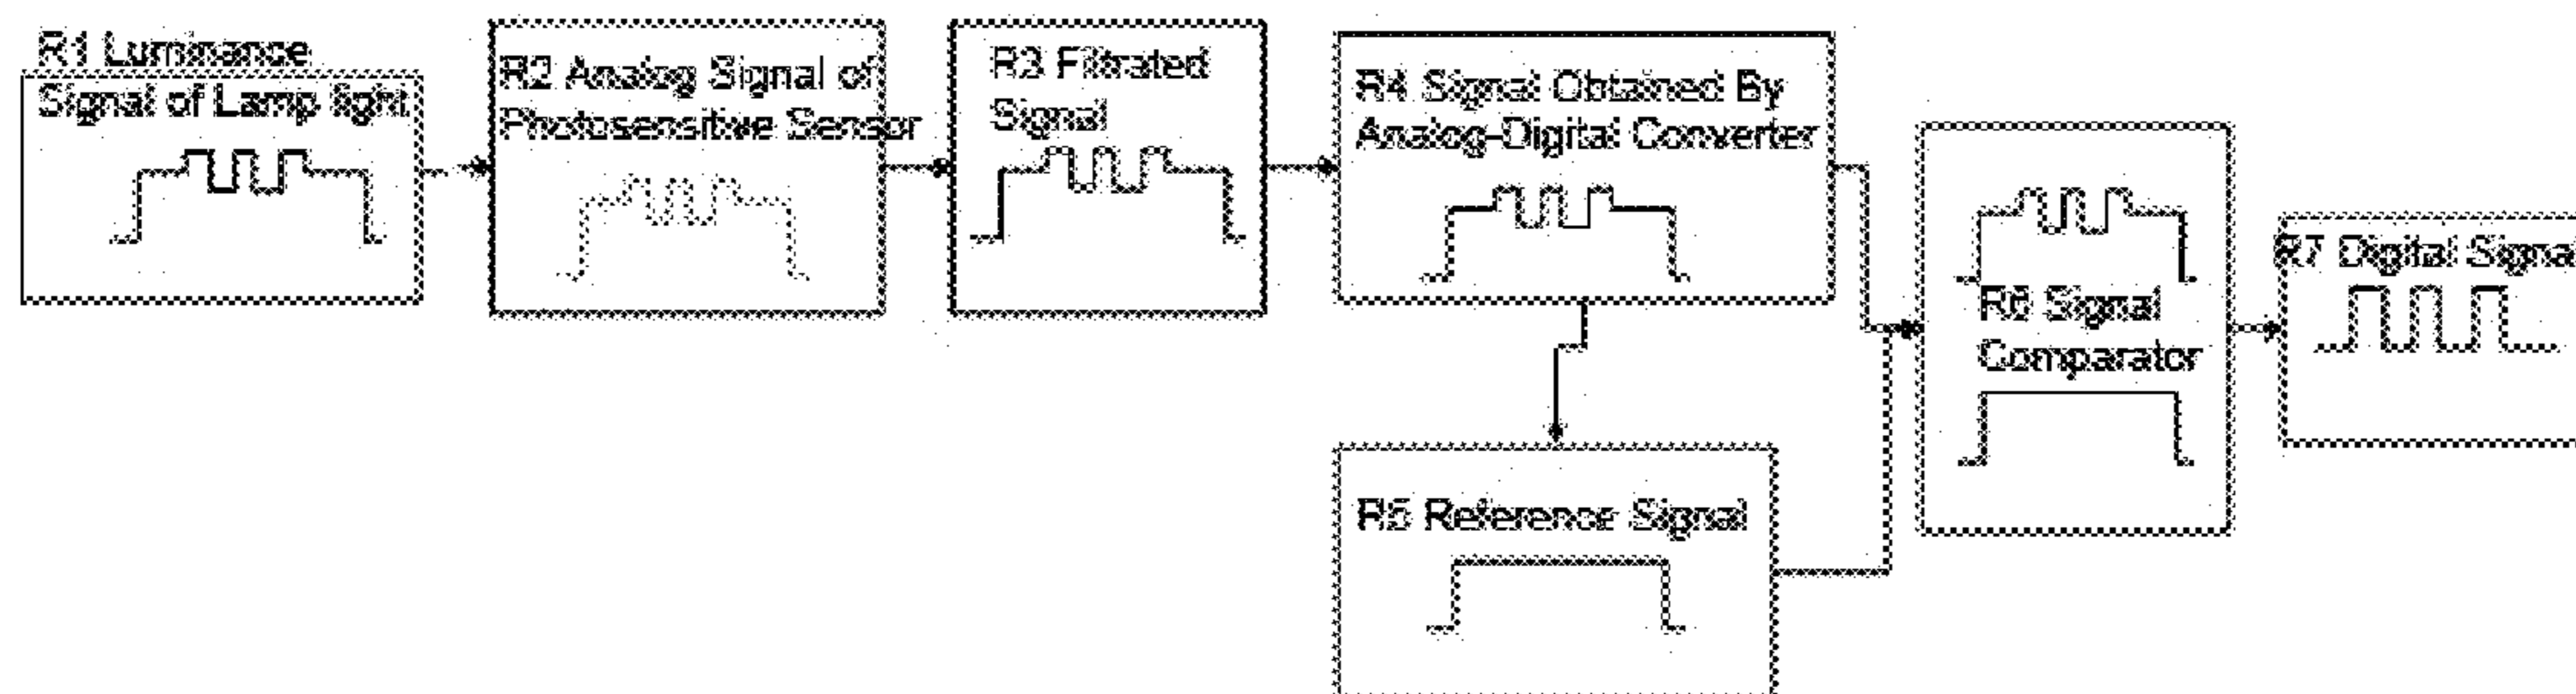 R1 Luminance
Signal of Lamp light
R2 Analog Signal of
Photosensitive Sensor
R3 Filtrated
Signal
R4 Signal Obtained By
Analog-Digital Converter
R5 Reference Signal
R6 Signal
Comparator
R7 Digital Signal